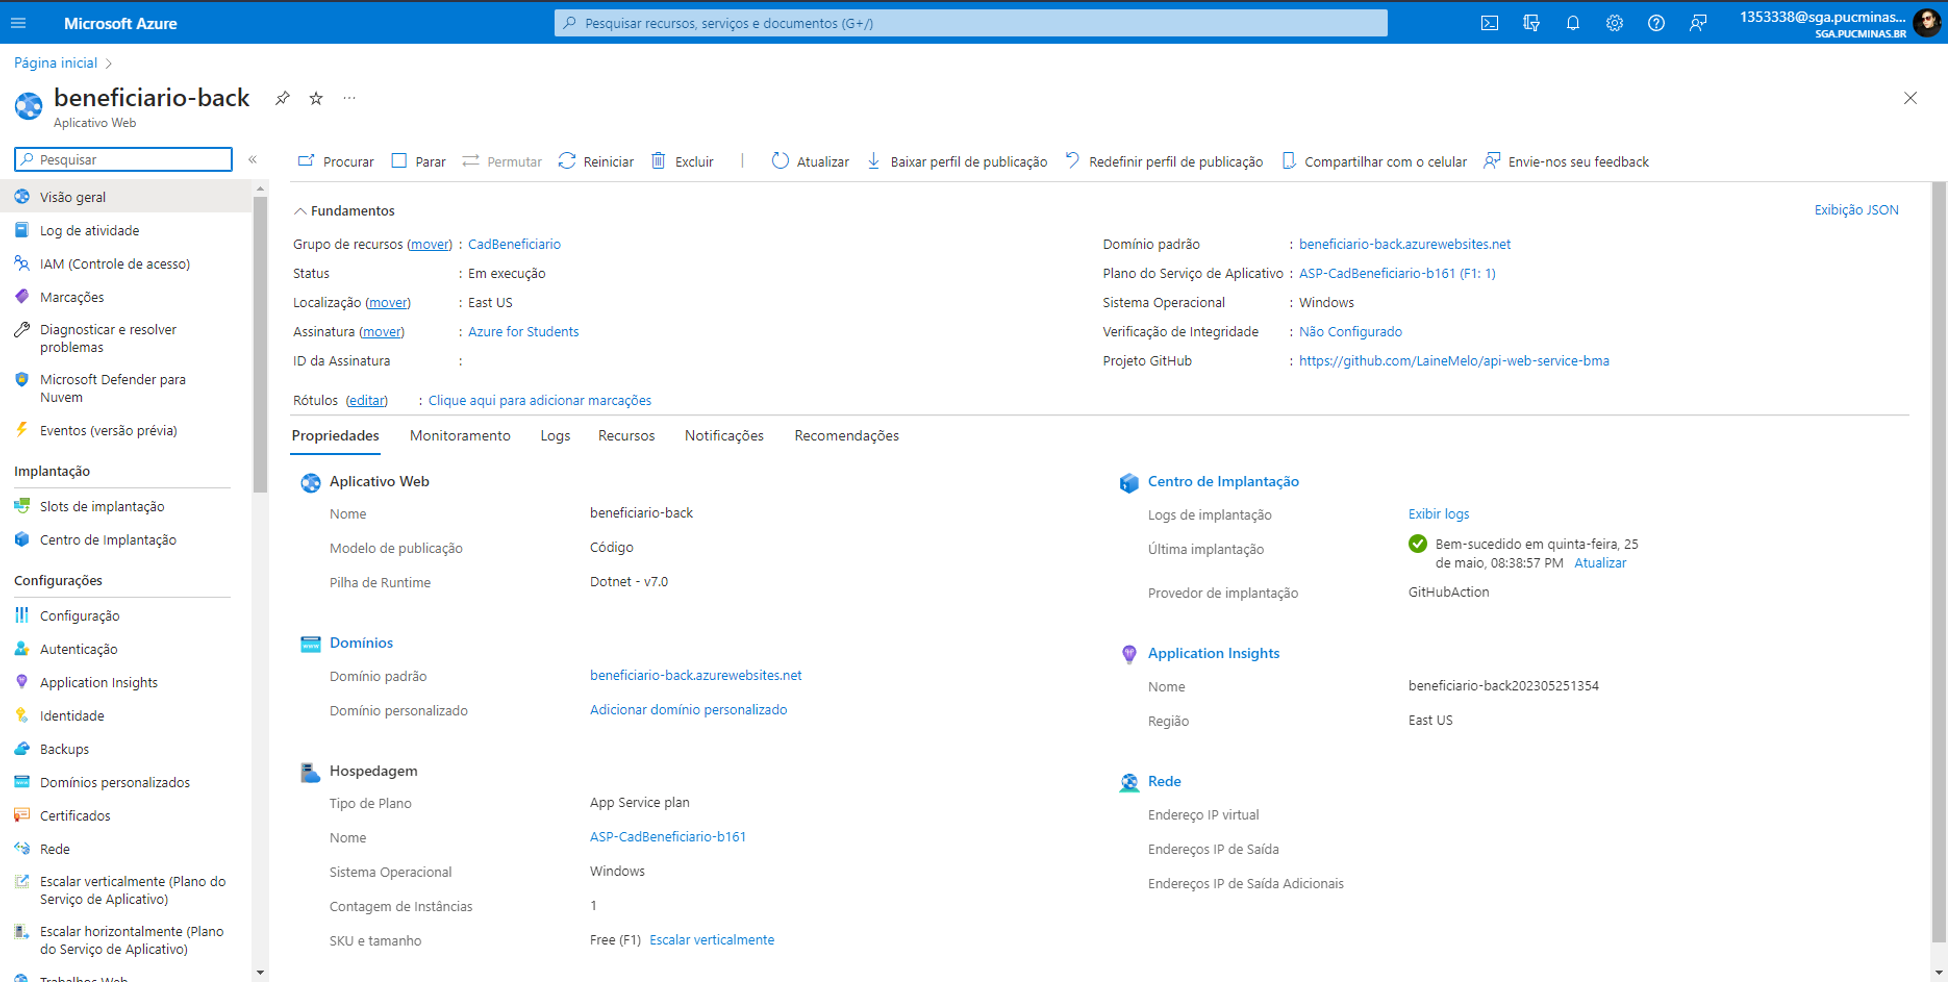 Microsoft Azure
Pesquisar recursos, serviços e documentos (G+/)
1353338@sga.pucminas...
SGA.PUCMINAS.BR
Página inicial
beneficiario-back
Aplicativo Web
Pesquisar
Procurar
Parar
Permutar
Reiniciar
Excluir
Atualizar
Baixar perfil de publicação
Redefinir perfil de publicação
Compartilhar com o celular
Envie-nos seu feedback
Visão geral
Log de atividade
IAM (Controle de acesso)
Marcações
Diagnosticar e resolver
problemas
Microsoft Defender para
Nuvem
Eventos (versão prévia)
Implantação
Slots de implantação
Centro de Implantação
Configurações
Configuração
Autenticação
Application Insights
Identidade
Backups
Domínios personalizados
Certificados
Rede
Escalar verticalmente (Plano do
Serviço de Aplicativo)
Escalar horizontalmente (Plano
do Serviço de Aplicativo)
Trabalhos Web
Fundamentos
Exibição JSON
Grupo de recursos (mover) : CadBeneficiario
Status : Em execução
Localização (mover) : East US
Assinatura (mover) : Azure for Students
ID da Assinatura :
Domínio padrão : beneficiario-back.azurewebsites.net
Plano do Serviço de Aplicativo : ASP-CadBeneficiario-b161 (F1: 1)
Sistema Operacional : Windows
Verificação de Integridade : Não Configurado
Projeto GitHub : https://github.com/LaineMelo/api-web-service-bma
Rótulos (editar) : Clique aqui para adicionar marcações
Propriedades
Monitoramento
Logs
Recursos
Notificações
Recomendações
Aplicativo Web
Nome beneficiario-back
Modelo de publicação Código
Pilha de Runtime Dotnet - v7.0
Domínios
Domínio padrão beneficiario-back.azurewebsites.net
Domínio personalizado Adicionar domínio personalizado
Hospedagem
Tipo de Plano App Service plan
Nome ASP-CadBeneficiario-b161
Sistema Operacional Windows
Contagem de Instâncias 1
SKU e tamanho Free (F1) Escalar verticalmente
Centro de Implantação
Logs de implantação Exibir logs
Última implantação Bem-sucedido em quinta-feira, 25
de maio, 08:38:57 PM Atualizar
Provedor de implantação GitHubAction
Application Insights
Nome beneficiario-back202305251354
Região East US
Rede
Endereço IP virtual
Endereços IP de Saída
Endereços IP de Saída Adicionais